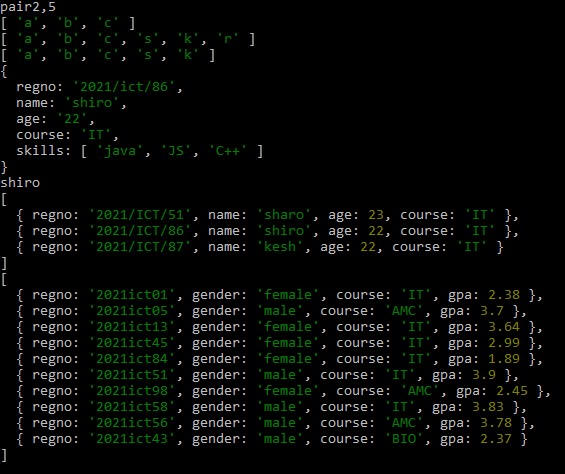 pair2,5
[ 'a', 'b', 'c' ]
[ 'a', 'b', 'c', 's', 'k', 'r' ]
[ 'a', 'b', 'c', 's', 'k' ]
{
  regno: '2021/ict/86',
  name: 'shiro',
  age: '22',
  course: 'IT',
  skills: [ 'java', 'JS', 'C++' ]
}
shiro
[
  { regno: '2021/ICT/51', name: 'sharo', age: 23, course: 'IT' },
  { regno: '2021/ICT/86', name: 'shiro', age: 22, course: 'IT' },
  { regno: '2021/ICT/87', name: 'kesh', age: 22, course: 'IT' }
]
[
  { regno: '2021ict01', gender: 'female', course: 'IT', gpa: 2.38 },
  { regno: '2021ict05', gender: 'male', course: 'AMC', gpa: 3.7 },
  { regno: '2021ict13', gender: 'female', course: 'IT', gpa: 3.64 },
  { regno: '2021ict45', gender: 'female', course: 'IT', gpa: 2.99 },
  { regno: '2021ict84', gender: 'female', course: 'IT', gpa: 1.89 },
  { regno: '2021ict51', gender: 'male', course: 'IT', gpa: 3.9 },
  { regno: '2021ict98', gender: 'female', course: 'AMC', gpa: 2.45 },
  { regno: '2021ict58', gender: 'male', course: 'IT', gpa: 3.83 },
  { regno: '2021ict56', gender: 'male', course: 'AMC', gpa: 3.78 },
  { regno: '2021ict43', gender: 'male', course: 'BIO', gpa: 2.37 }
]